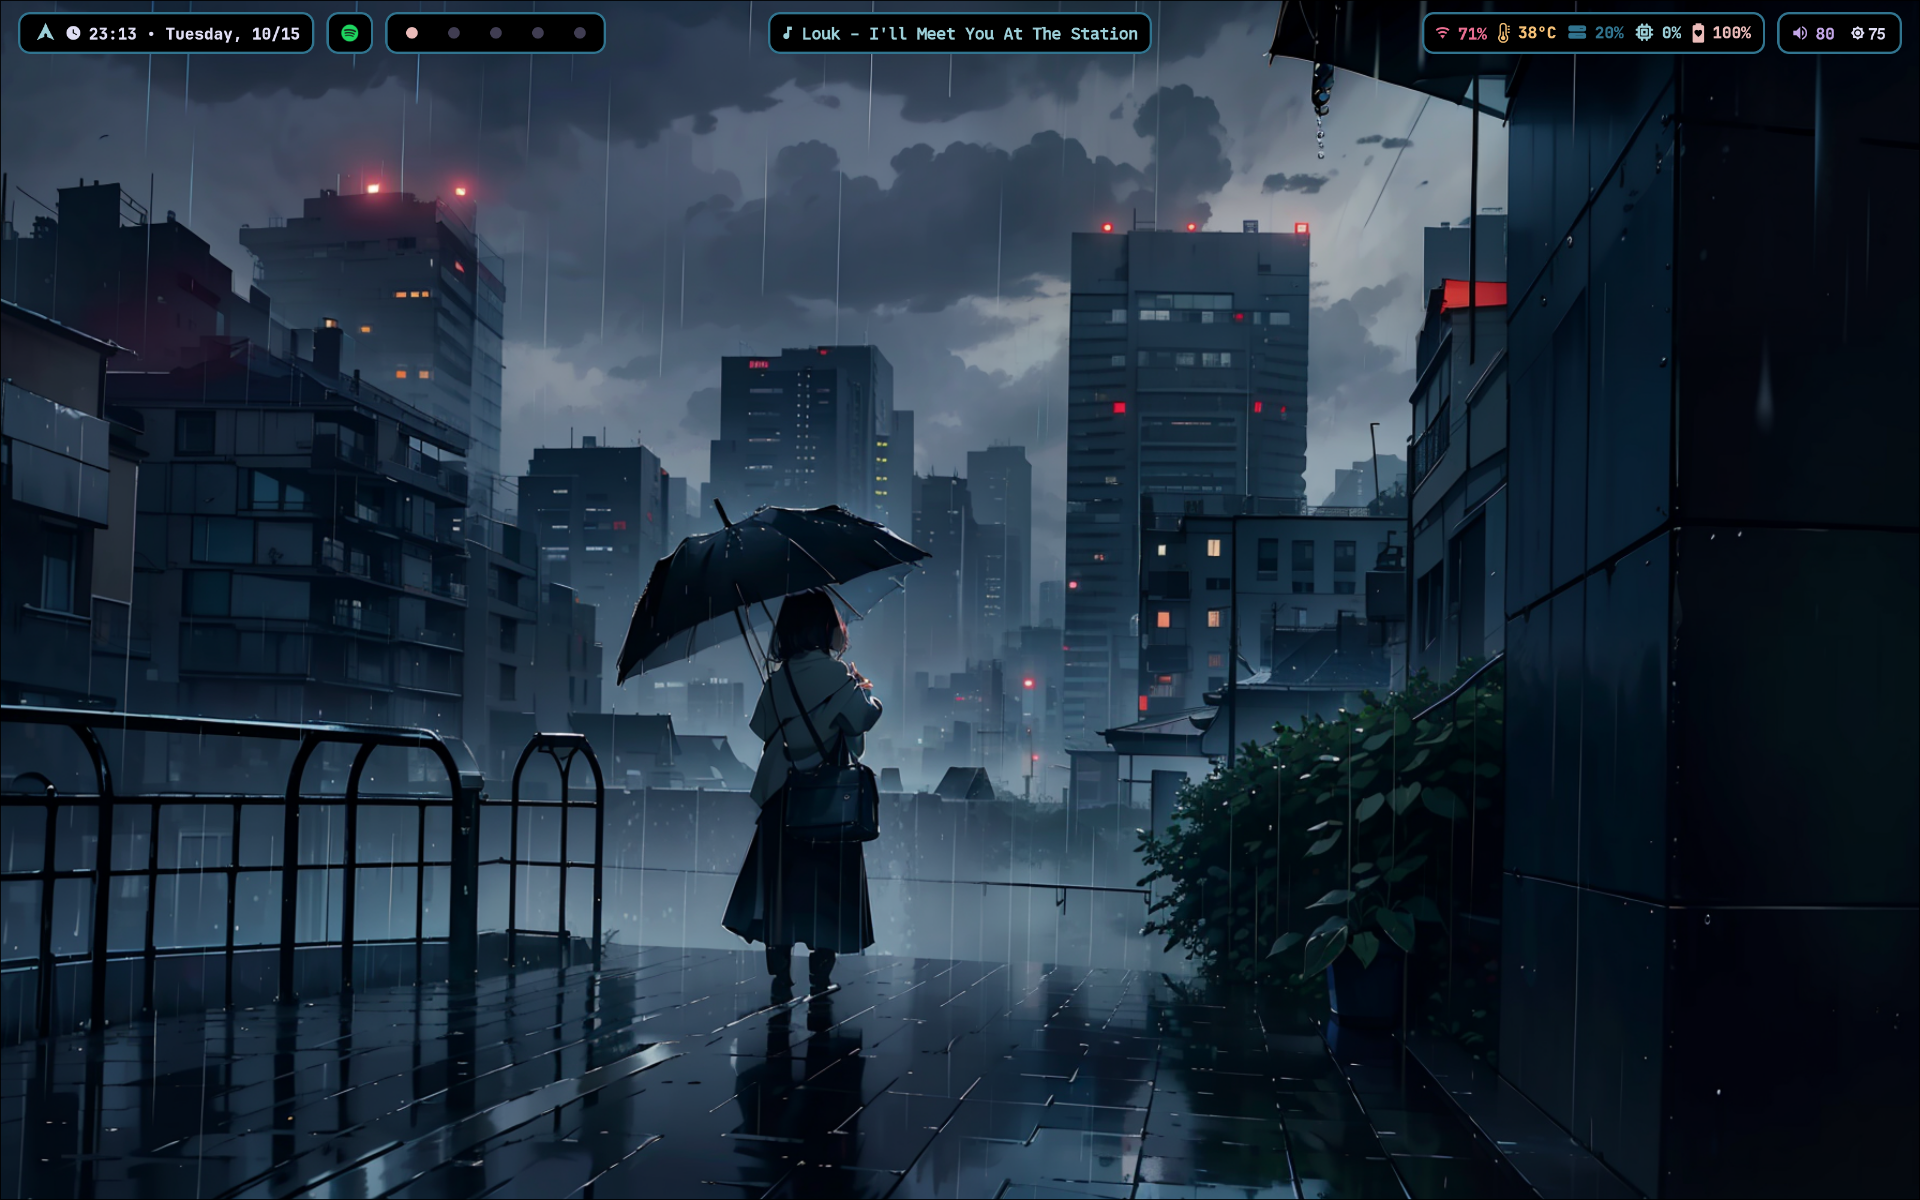 23:13 • Tuesday, 10/15
Louk - I'll Meet You At The Station
71% 38°C 20% 0% 100%
80 75